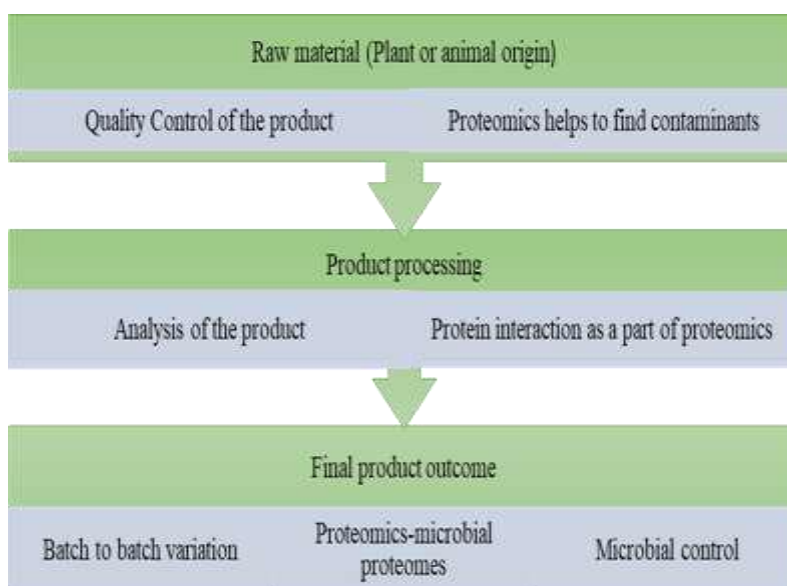 Raw material (Plant or animal origin)
Quality Control of the product
Proteomics helps to find contaminants
Product processing
Analysis of the product
Protein interaction as a part of proteomics
Final product outcome
Batch to batch variation
Proteomics-microbial
proteomes
Microbial control